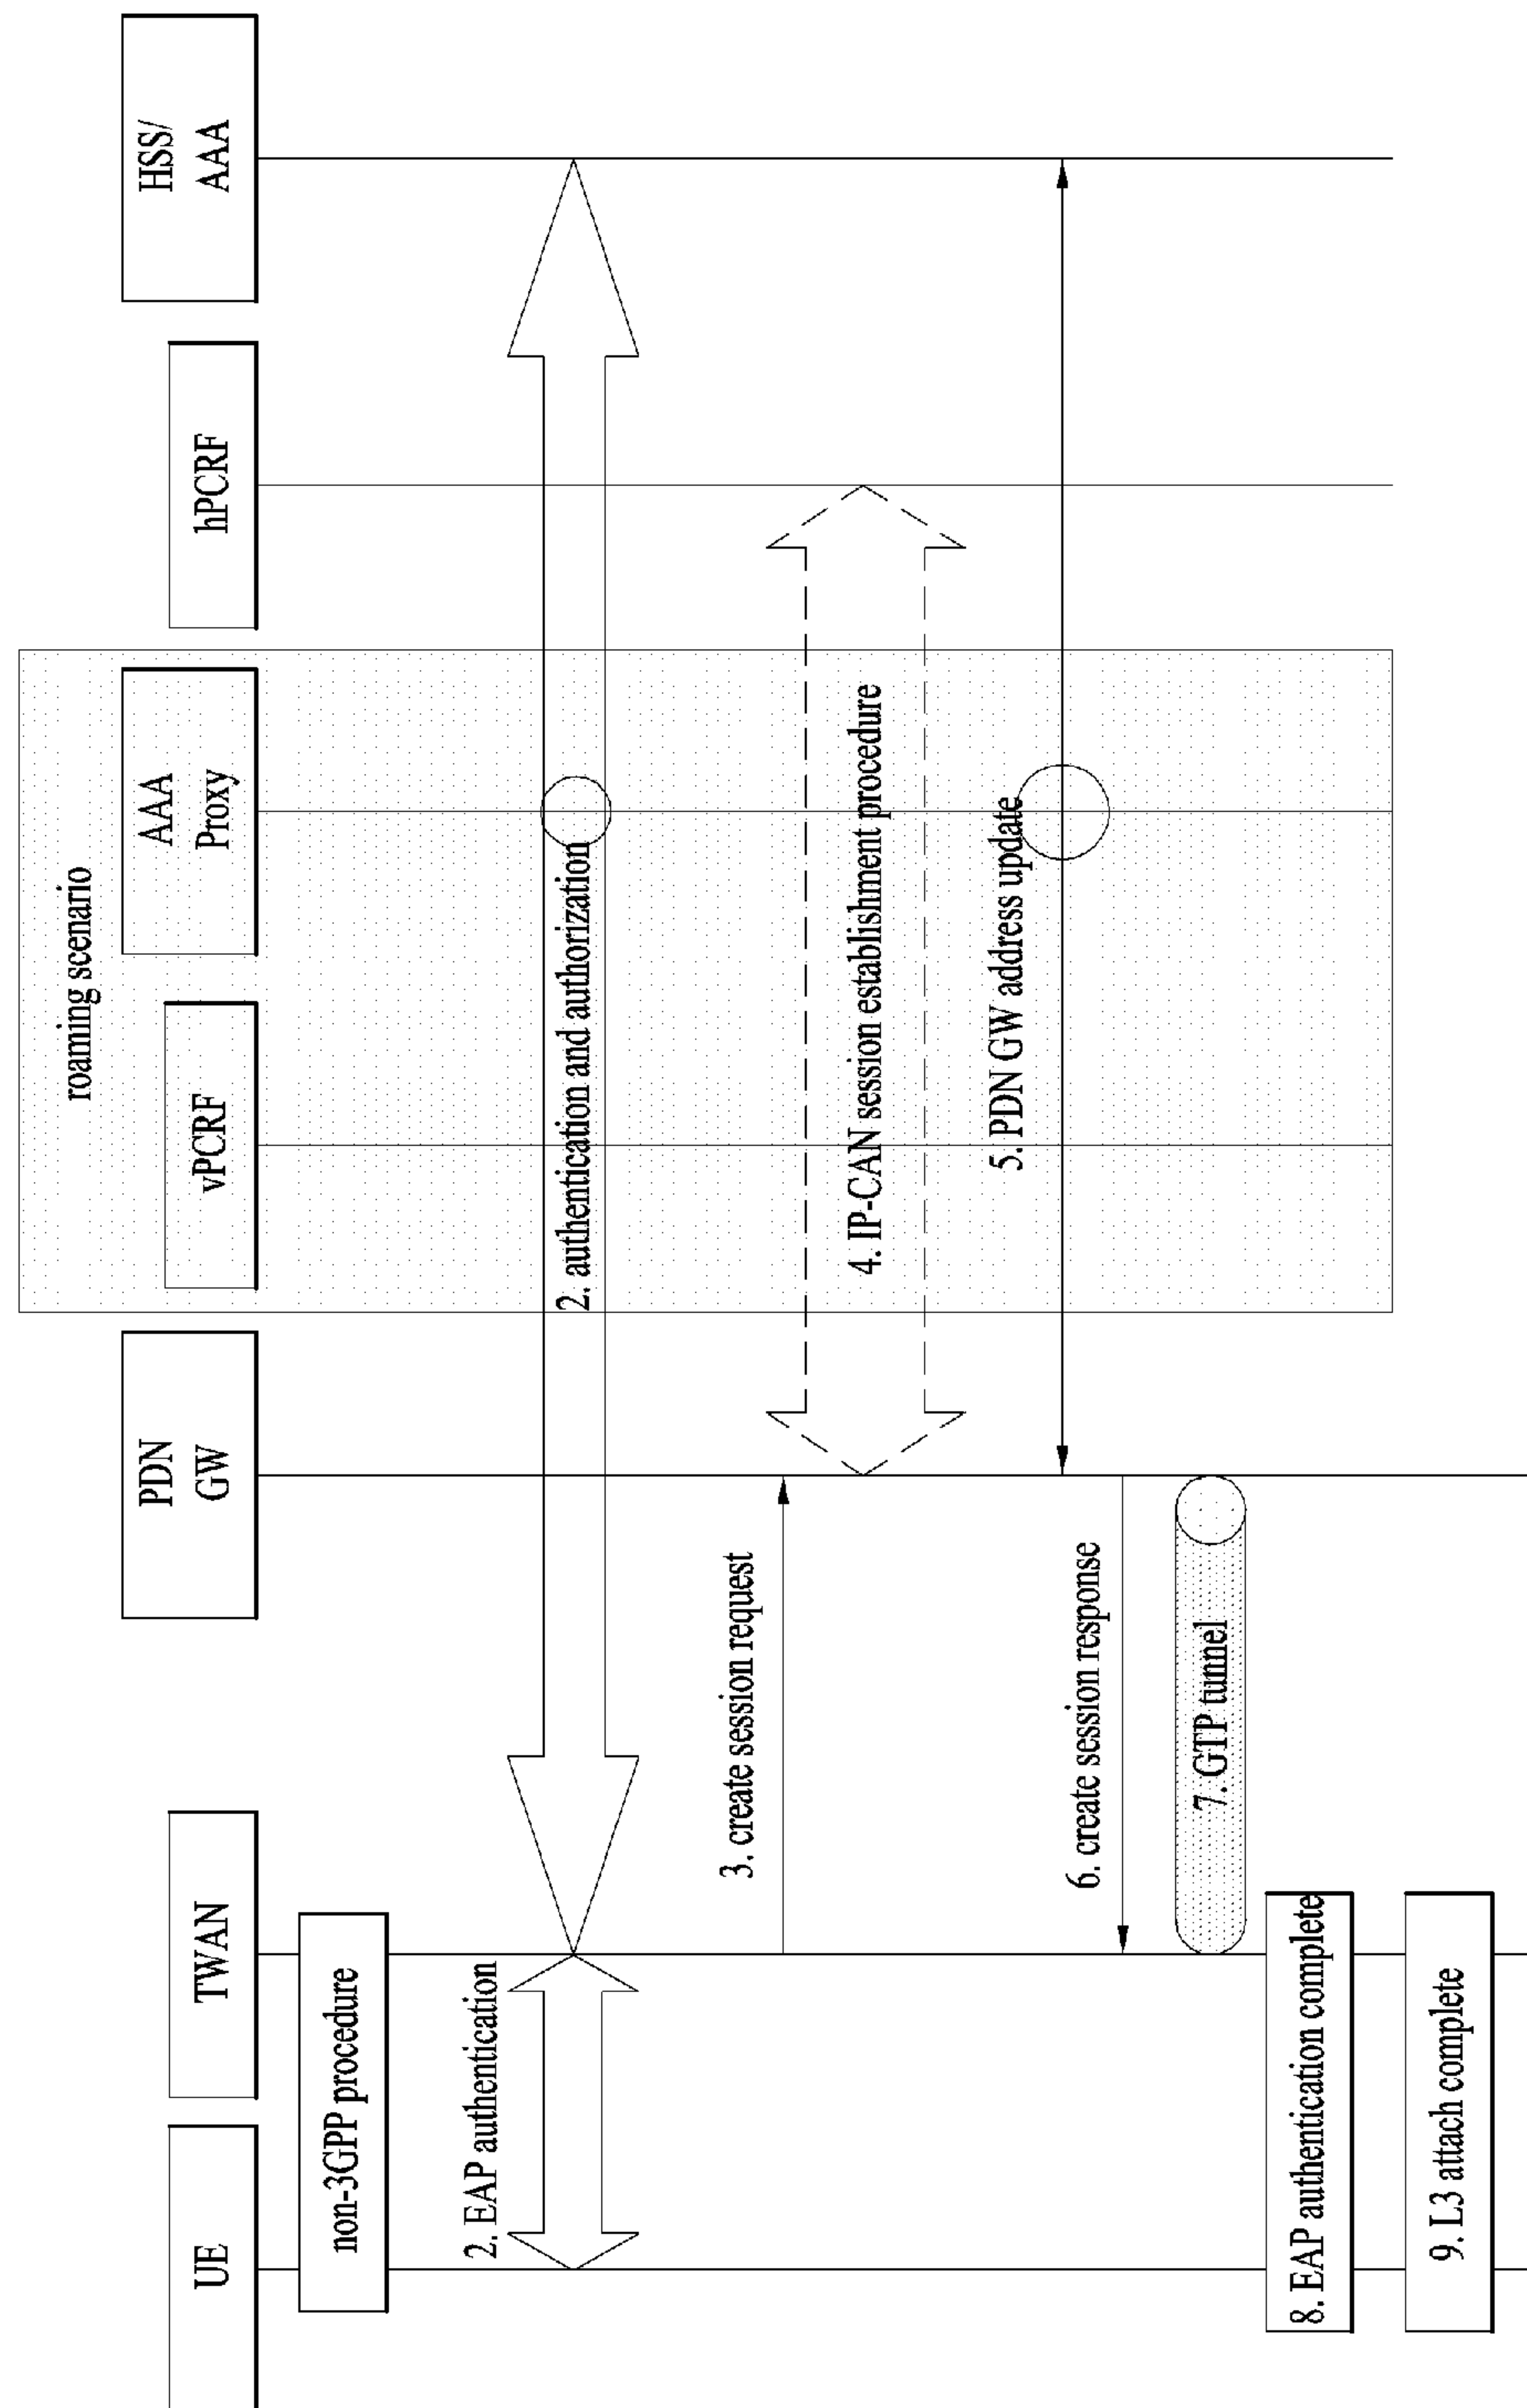 roaming scenario
UE
TWAN
PDN
GW
vPCRF
AAA
Proxy
hPCRF
HSS/
AAA
non-3GPP procedure
2. EAP authentication
2. authentication and authorization
3. create session request
4. IP-CAN session establishment procedure
5. PDN GW address update
6. create session response
7. GTP tunnel
8. EAP authentication complete
9. L3 attach complete